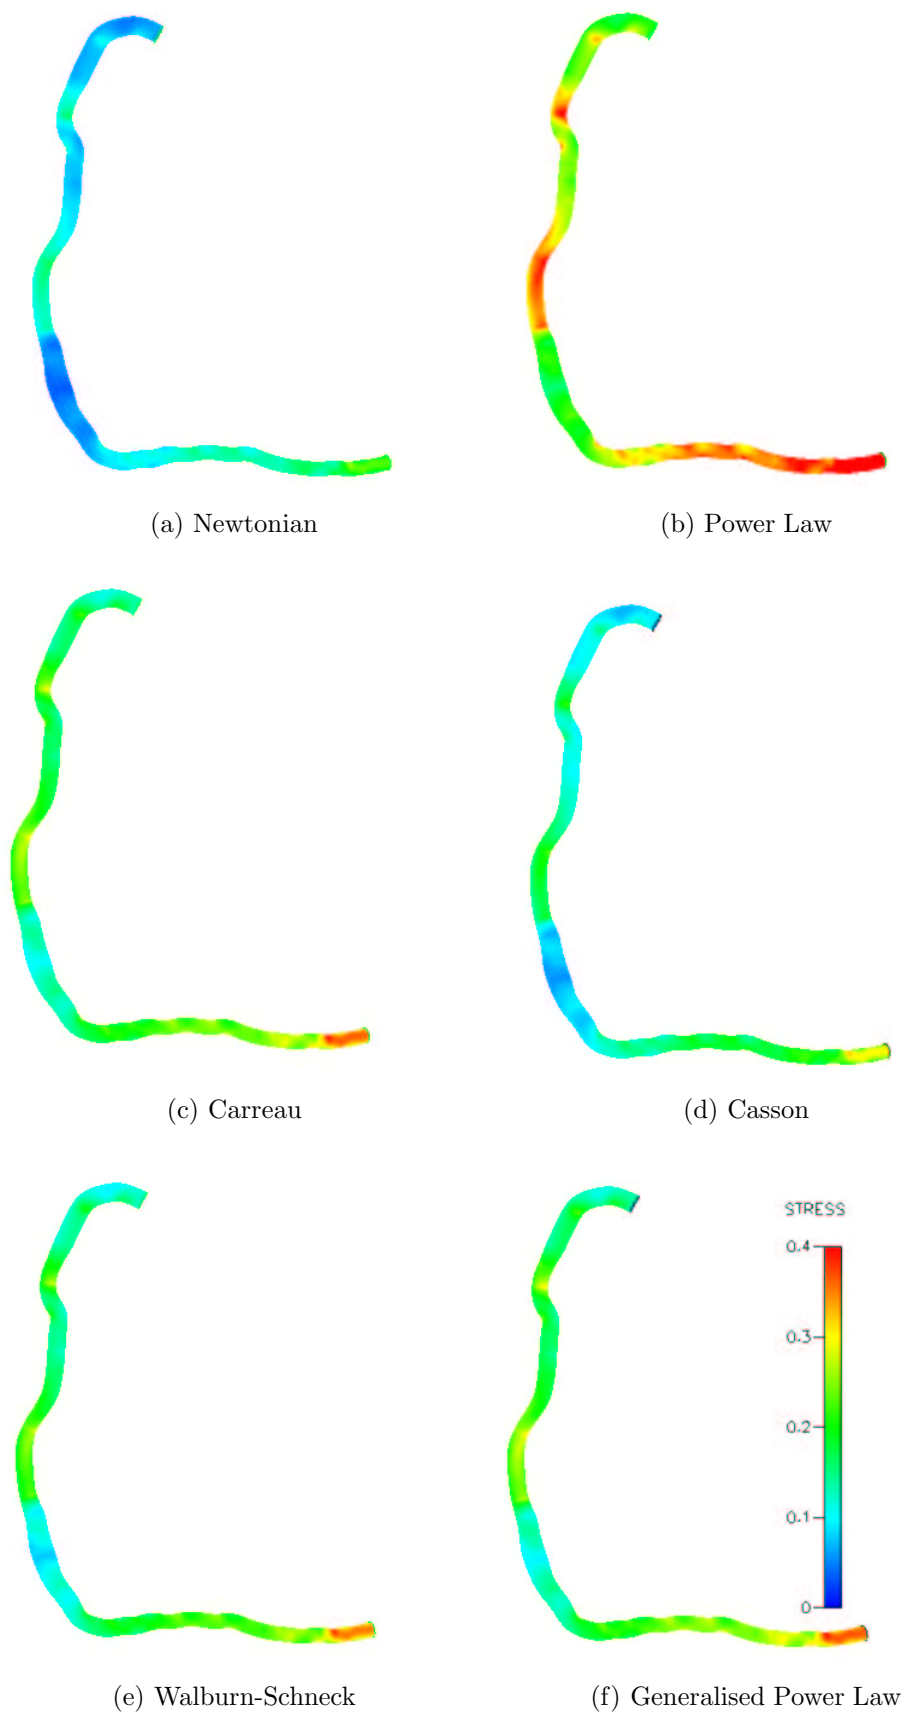 (a) Newtonian
(b) Power Law
(c) Carreau
(d) Casson
STRESS
0.4
0.3
0.2
0.1
0
(e) Walburn-Schneck
(f) Generalised Power Law